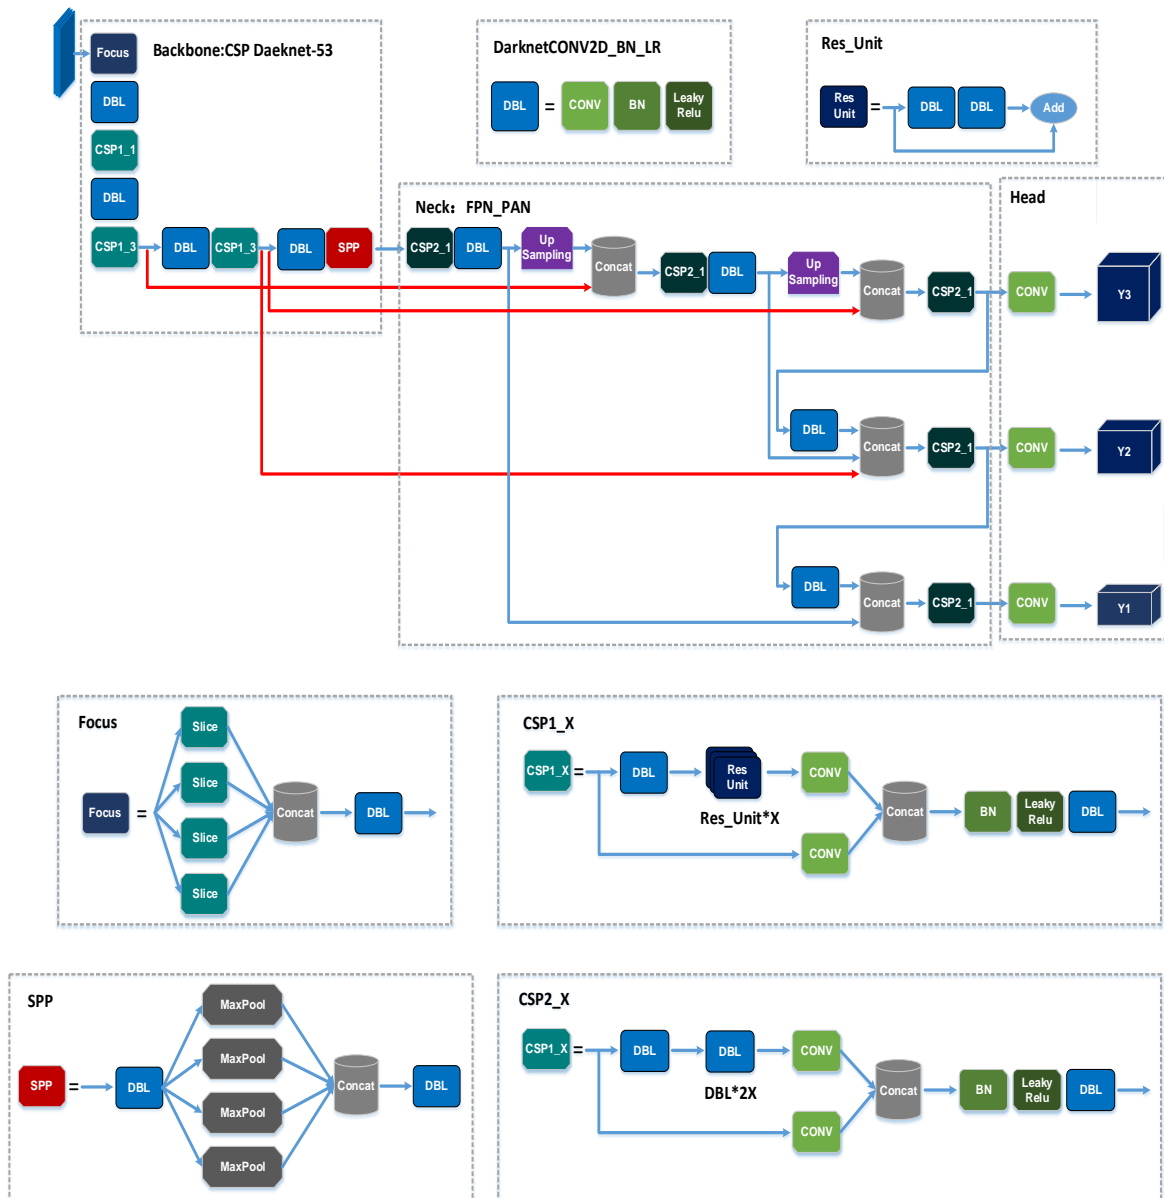 Backbone:CSP Daeknet-53
Focus
DBL
CSP1_1
DBL
CSP1_3
DBL
CSP1_3
DBL
SPP
DarknetCONV2D_BN_LR
DBL
=
CONV
BN
Leaky
Relu
Res_Unit
Res
Unit
=
DBL
DBL
Add
Neck: FPN_PAN
CSP2_1
DBL
Up
Sampling
Concat
CSP2_1
DBL
Up
Sampling
Concat
CSP2_1
DBL
Concat
CSP2_1
DBL
Concat
CSP2_1
Head
CONV
Y3
CONV
Y2
CONV
Y1
Focus
Focus
=
Slice
Slice
Slice
Slice
Concat
DBL
CSP1_X
CSP1_X
=
DBL
Res
Unit
Res_Unit*X
CONV
CONV
Concat
BN
Leaky
Relu
DBL
SPP
SPP
=
DBL
MaxPool
MaxPool
MaxPool
MaxPool
Concat
DBL
CSP2_X
CSP1_X
=
DBL
DBL
DBL*2X
CONV
CONV
Concat
BN
Leaky
Relu
DBL